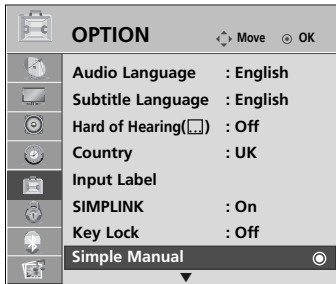 OPTION Move OK
Audio Language : English
Subtitle Language : English
Hard of Hearing( ) : Off
Country : UK
Input Label
SIMPLINK : On
Key Lock : Off
Simple Manual